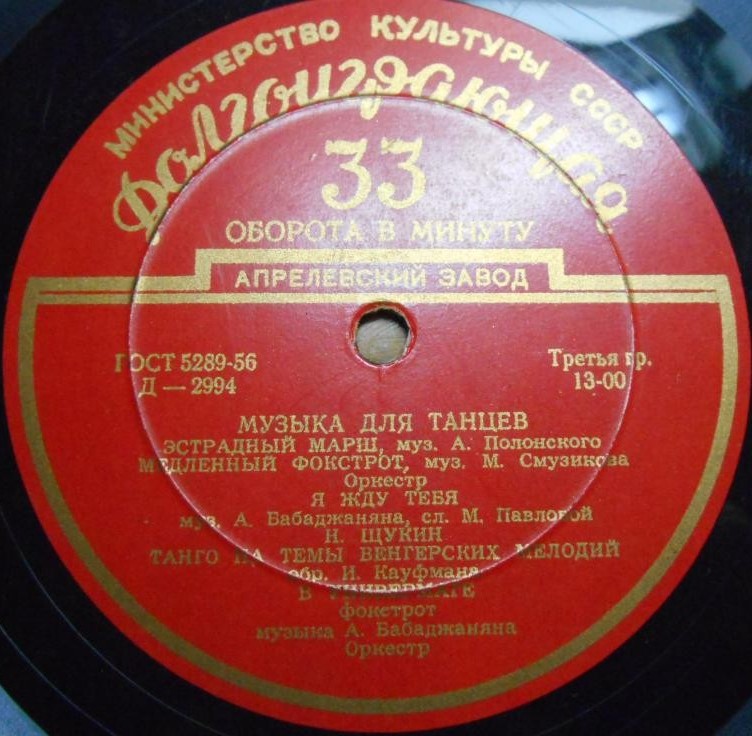 МИНИСТЕРСТВО КУЛЬТУРЫ СССР
Долгоиграющая
33
ОБОРОТА В МИНУТУ
АПРЕЛЕВСКИЙ ЗАВОД
ГОСТ 5289-56 Третья гр.
Д — 2994 13-00
МУЗЫКА ДЛЯ ТАНЦЕВ
ЭСТРАДНЫЙ МАРШ, муз. А. Полонского
МЕДЛЕННЫЙ ФОКСТРОТ, муз. М. Смузикова
Оркестр
Я ЖДУ ТЕБЯ
муз. А. Бабаджаняна, сл. М. Павловой
Н. ЩУКИН
ТАНГО НА ТЕМЫ ВЕНГЕРСКИХ МЕЛОДИЙ
обр. И. Кауфмана
В УНИВЕРМАГЕ
фокстрот
музыка А. Бабаджаняна
Оркестр